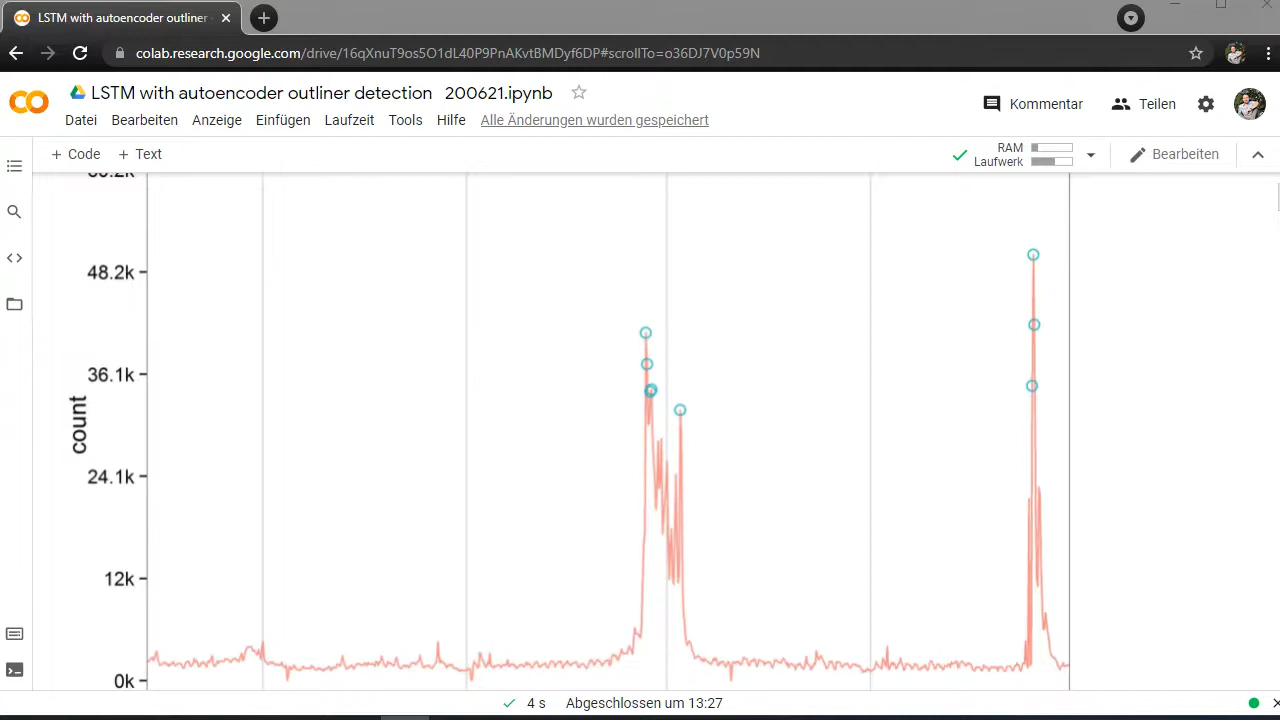 LSTM with autoencoder outliner
colab.research.google.com/drive/16qXnuT9os5O1dL40P9PnAKvtBMDyf6DP#scrollTo=o36DJ7V0p59N
LSTM with autoencoder outliner detection 200621.ipynb
Kommentar
Teilen
Datei Bearbeiten Anzeige Einfügen Laufzeit Tools Hilfe Alle Änderungen wurden gespeichert
+ Code + Text
RAM
Laufwerk
Bearbeiten
48.2k
36.1k
count
24.1k
12k
0k
4 s Abgeschlossen um 13:27